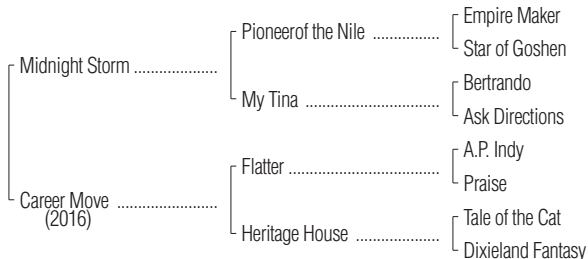 Empire Maker
Pioneerof the Nile ................
Star of Goshen
Midnight Storm ....................
Bertrando
My Tina ................................
Ask Directions
A.P. Indy
Flatter ....................................
Praise
Career Move ........................
(2016)
Tale of the Cat
Heritage House ....................
Dixieland Fantasy